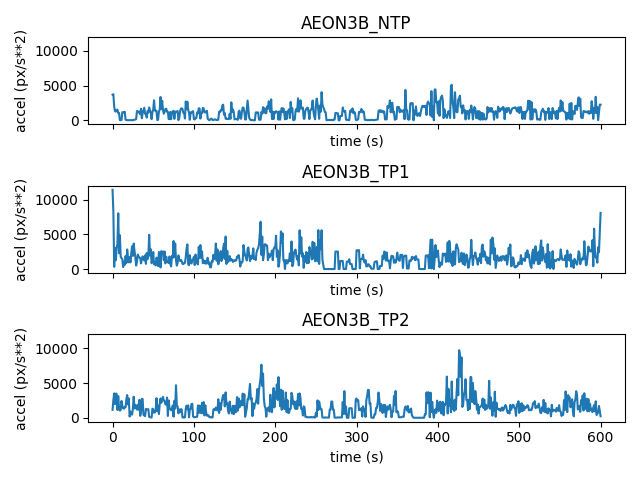 AEON3B_NTP
accel (px/s**2)
10000
5000
0
time (s)
AEON3B_TP1
accel (px/s**2)
10000
5000
0
time (s)
AEON3B_TP2
accel (px/s**2)
10000
5000
0
0 100 200 300 400 500 600
time (s)